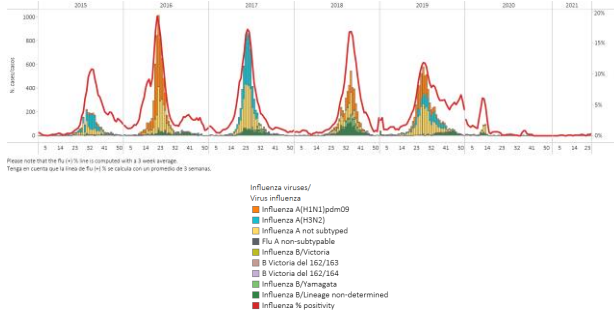 2015 2016 2017 2018 2019 2020 2021
1000
800
600
400
200
0
N. cases/casos
20%
15%
10%
5%
0%
5 14 23 32 41 50 5 14 23 32 41 50 5 14 23 32 41 50 5 14 23 32 41 50 5 14 23 32 41 50 5 14 23 32 41 50 5 14 23
Please note that the flu (+) % line is computed with a 3 week average.
Tenga en cuenta que la línea de flu (+) % se calcula con un promedio de 3 semanas.
Influenza viruses/
Virus influenza
Influenza A(H1N1)pdm09
Influenza A(H3N2)
Influenza A not subtyped
Flu A non-subtypable
Influenza B/Victoria
B Victoria del 162/163
B Victoria del 162/164
Influenza B/Yamagata
Influenza B/Lineage non-determined
Influenza % positivity